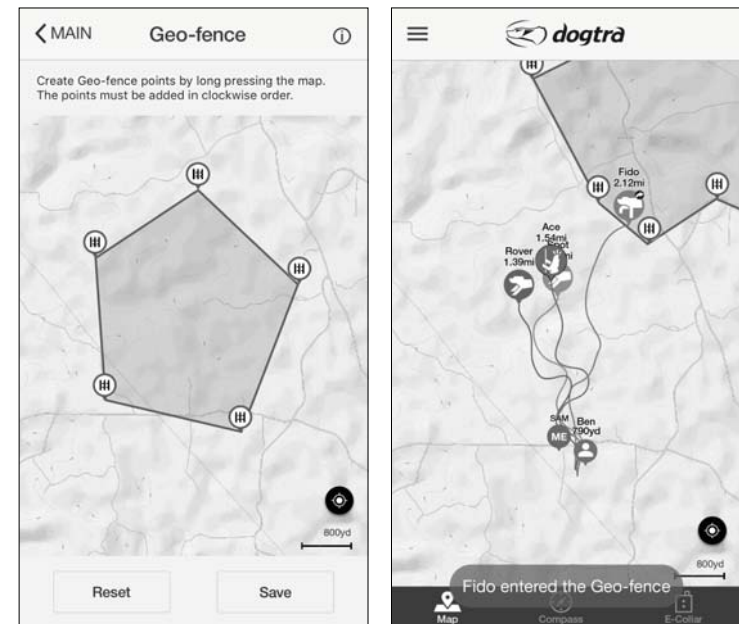 MAIN
Geo-fence
Create Geo-fence points by long pressing the map.
The points must be added in clockwise order.
800yd
Reset
Save
dogtra
Fido
2.12mi
Ace
1.54mi
Rover
1.39mi
SAM
ME
Ben
790yd
800yd
Fido entered the Geo-fence
Map
Compass
E-Collar